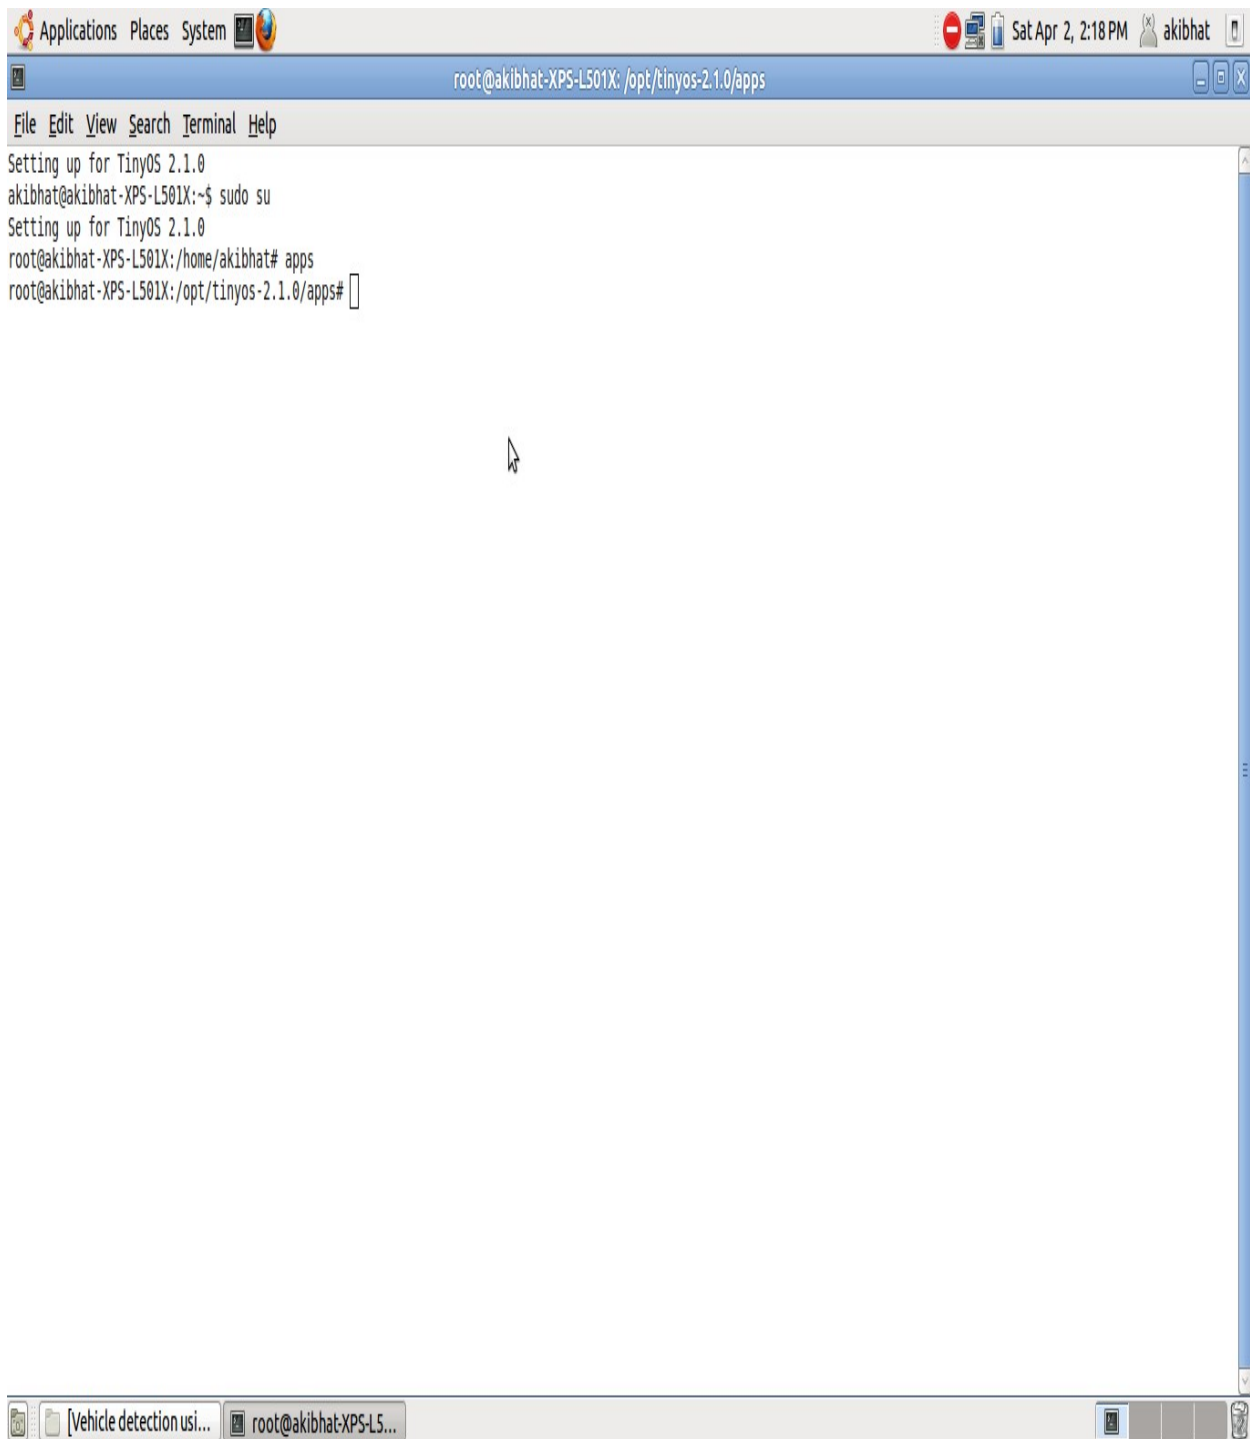 Applications Places System Sat Apr 2, 2:18 PM akibhat
root@akibhat-XPS-L501X: /opt/tinyos-2.1.0/apps
File Edit View Search Terminal Help
Setting up for TinyOS 2.1.0
akibhat@akibhat-XPS-L501X:~$ sudo su
Setting up for TinyOS 2.1.0
root@akibhat-XPS-L501X:/home/akibhat# apps
root@akibhat-XPS-L501X:/opt/tinyos-2.1.0/apps#
[Vehicle detection usi... root@akibhat-XPS-L5...